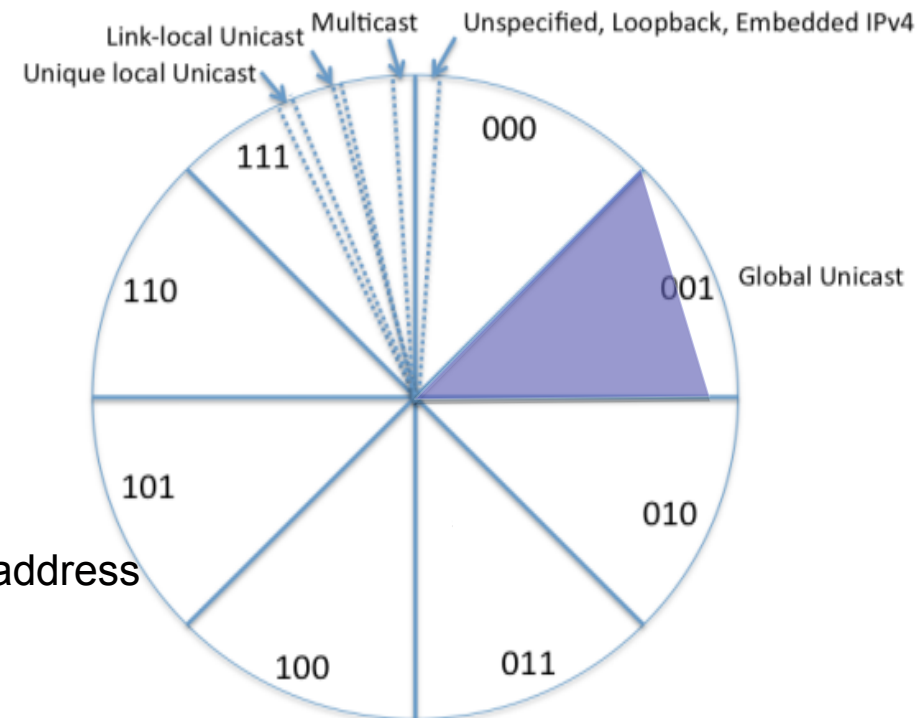 Multicast
Unspecified, Loopback, Embedded IPv4
Link-local Unicast
Unique local Unicast
000
111
110
001
Global Unicast
101
010
address
100
011